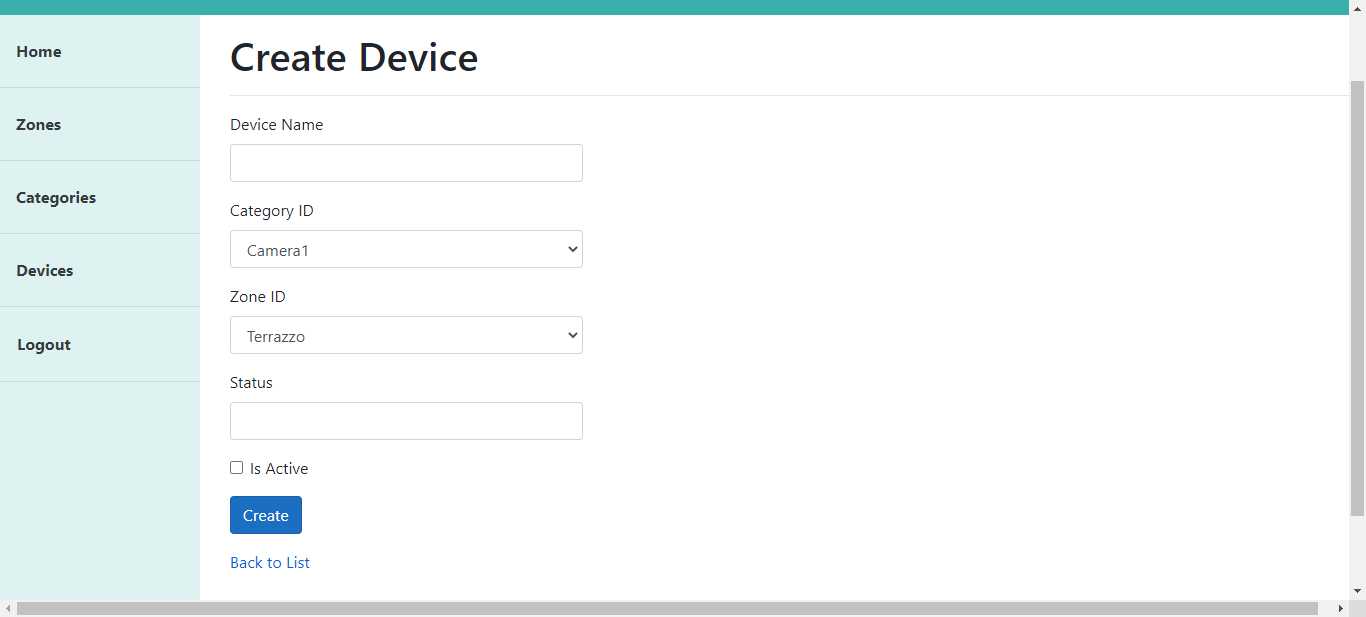 Home
Zones
Categories
Devices
Logout
Create Device
Device Name
Category ID
Camera1
Zone ID
Terrazzo
Status
Is Active
Create
Back to List